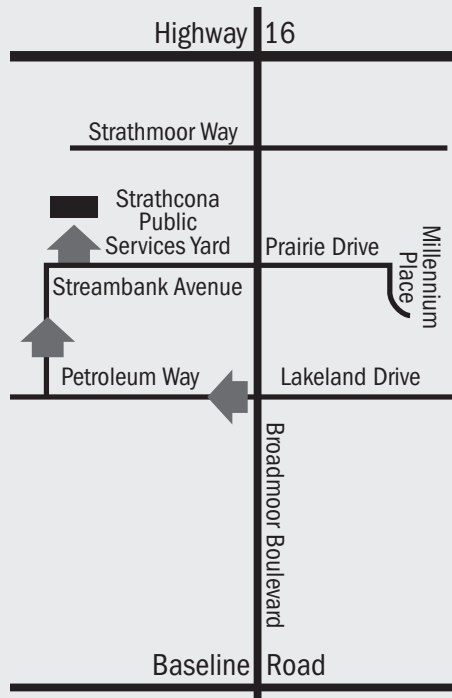 Highway 16
Strathmoor Way
Strathcona
Public
Services Yard
Prairie Drive
Millennium
Place
Streambank Avenue
Petroleum Way
Lakeland Drive
Broadmoor Boulevard
Baseline Road